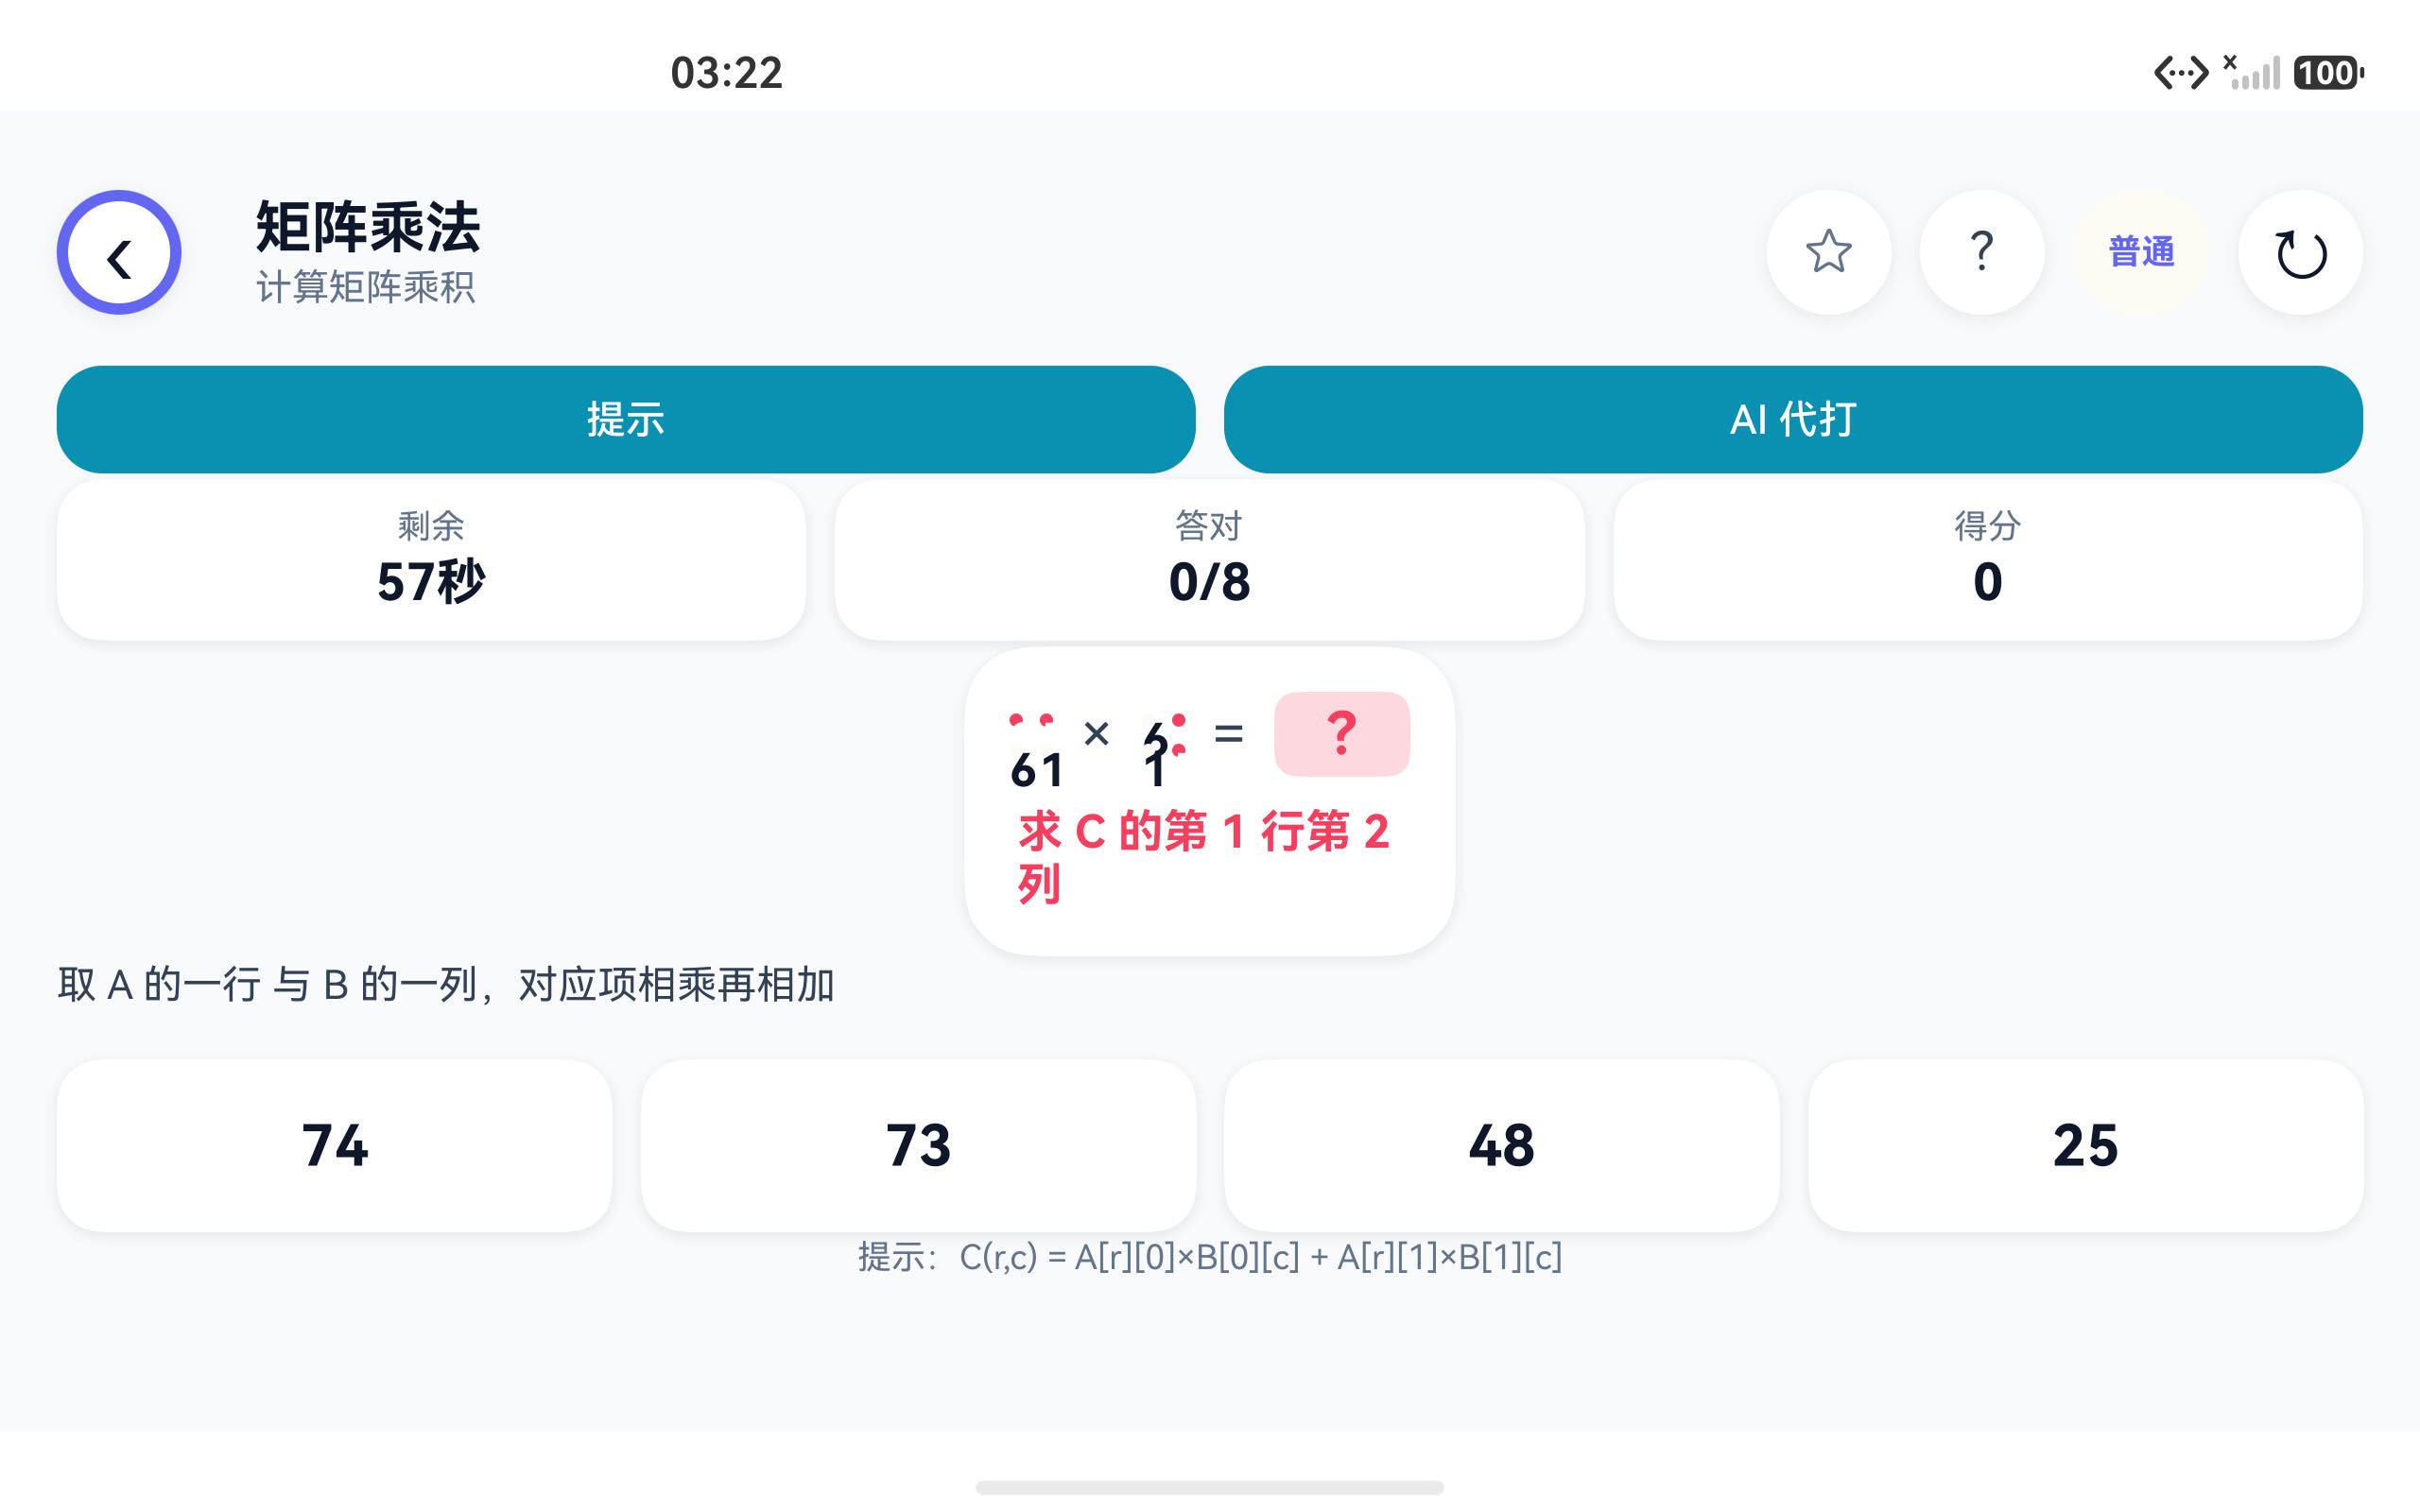 03:22
100
矩阵乘法
计算矩阵乘积
?
普通
提示
AI 代打
剩余
57秒
答对
0/8
得分
0
× = ?
6 1
1
求 C 的第 1 行第 2
列
取 A 的一行 与 B 的一列，对应项相乘再相加
74
73
48
25
提示： C(r,c) = A[r][0]×B[0][c] + A[r][1]×B[1][c]